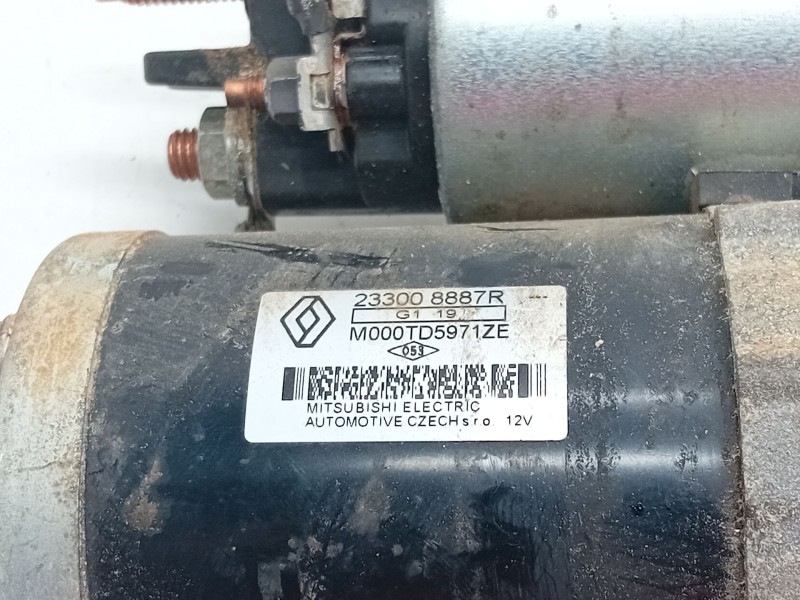 23300 8887R ---
G1 19
M000TD5971ZE
053
MITSUBISHI ELECTRIC
AUTOMOTIVE CZECH s r o. 12V